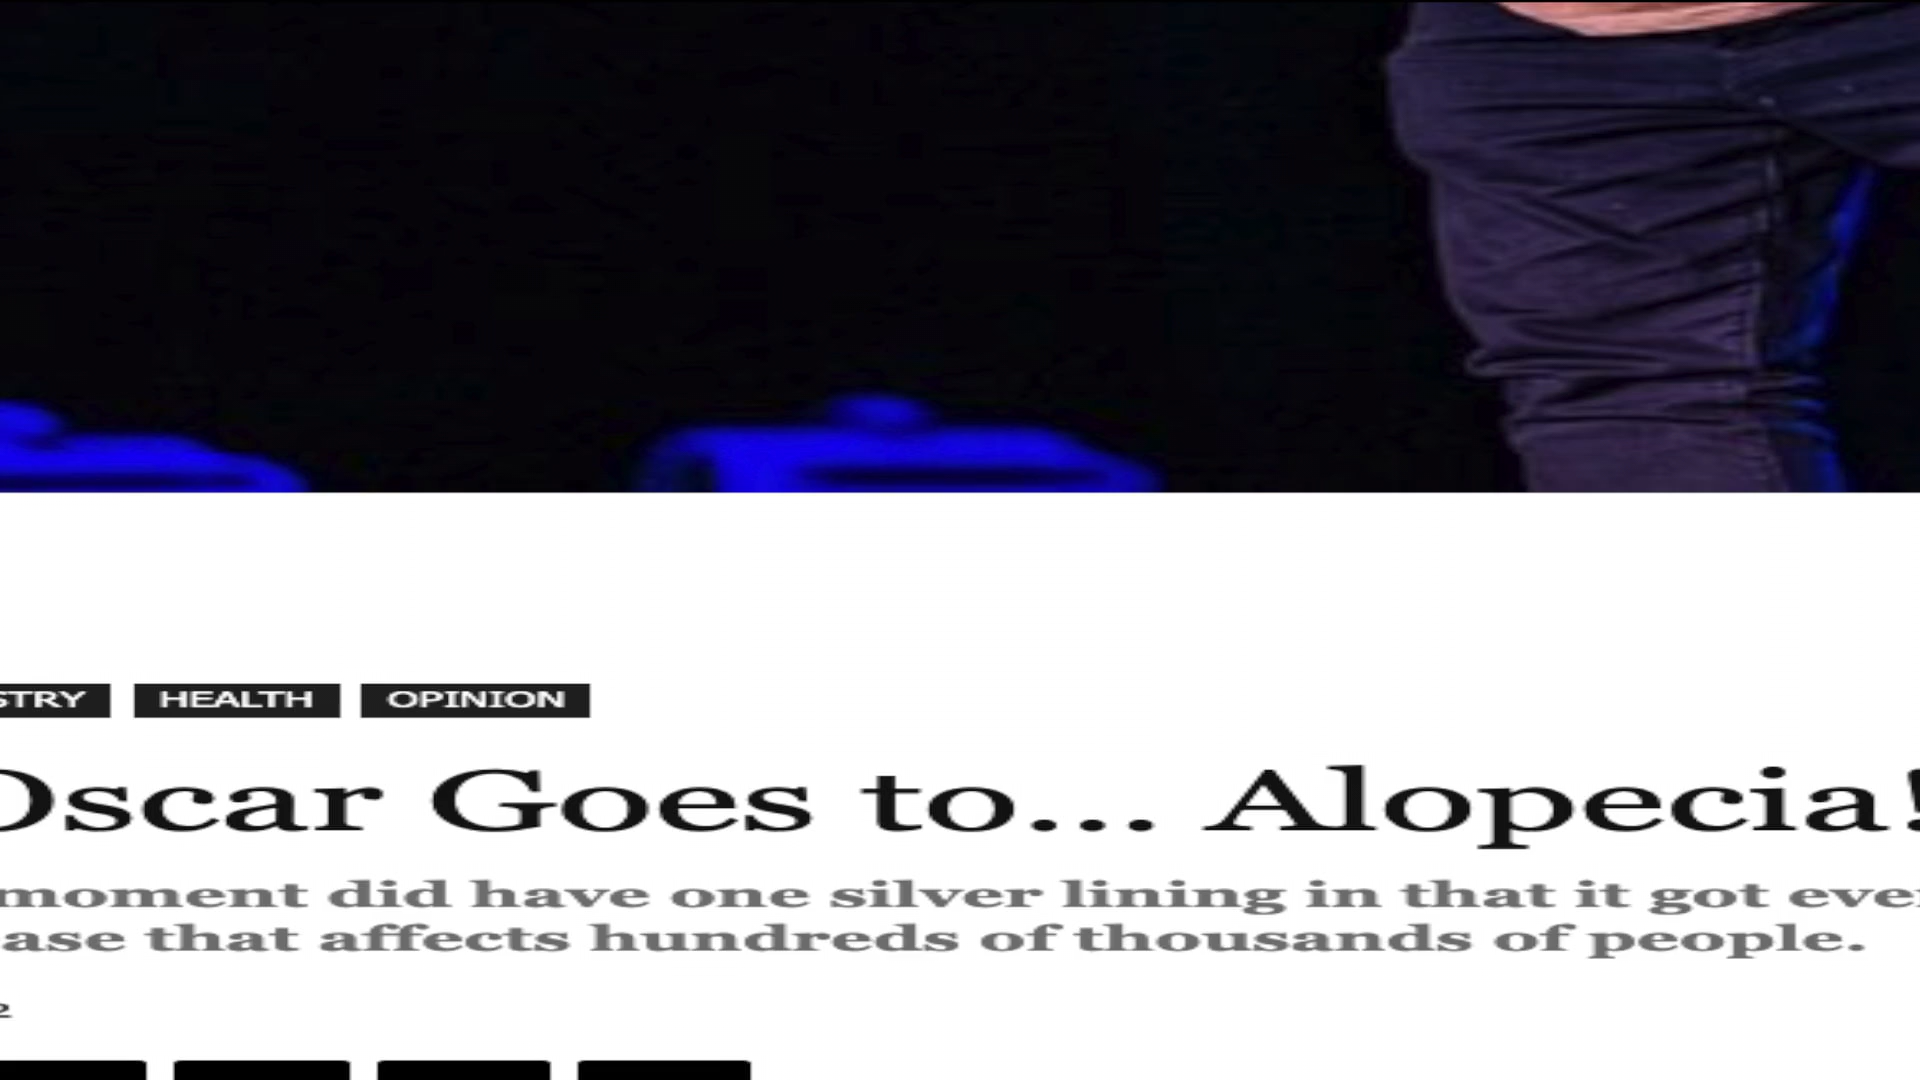 STRY HEALTH OPINION
Oscar Goes to... Alopecia!
moment did have one silver lining in that it got ever
ase that affects hundreds of thousands of people.
2